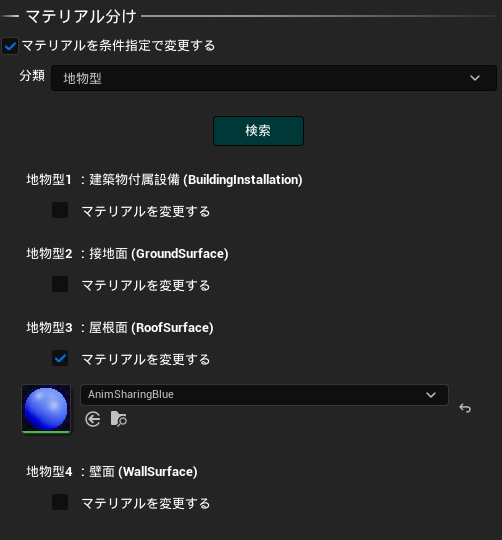 マテリアル分け
マテリアルを条件指定で変更する
分類 地物型
検索
地物型1 ：建築物付属設備 (BuildingInstallation)
マテリアルを変更する
地物型2 ：接地面 (GroundSurface)
マテリアルを変更する
地物型3 ：屋根面 (RoofSurface)
マテリアルを変更する
AnimSharingBlue
地物型4 ：壁面 (WallSurface)
マテリアルを変更する